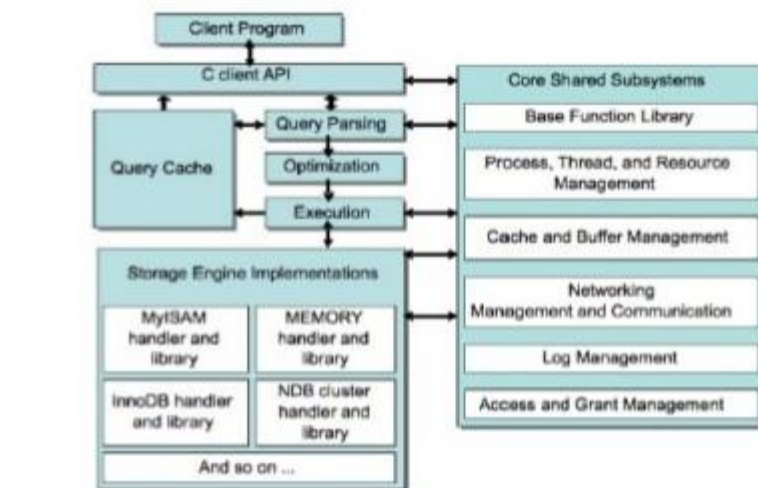 Client Program
C client API
Query Cache
Query Parsing
Optimization
Execution
Storage Engine Implementations
MyISAM
handler and
library
MEMORY
handler and
library
InnoDB handler
and library
NDB cluster
handler and
library
And so on ...
Core Shared Subsystems
Base Function Library
Process, Thread, and Resource
Management
Cache and Buffer Management
Networking
Management and Communication
Log Management
Access and Grant Management